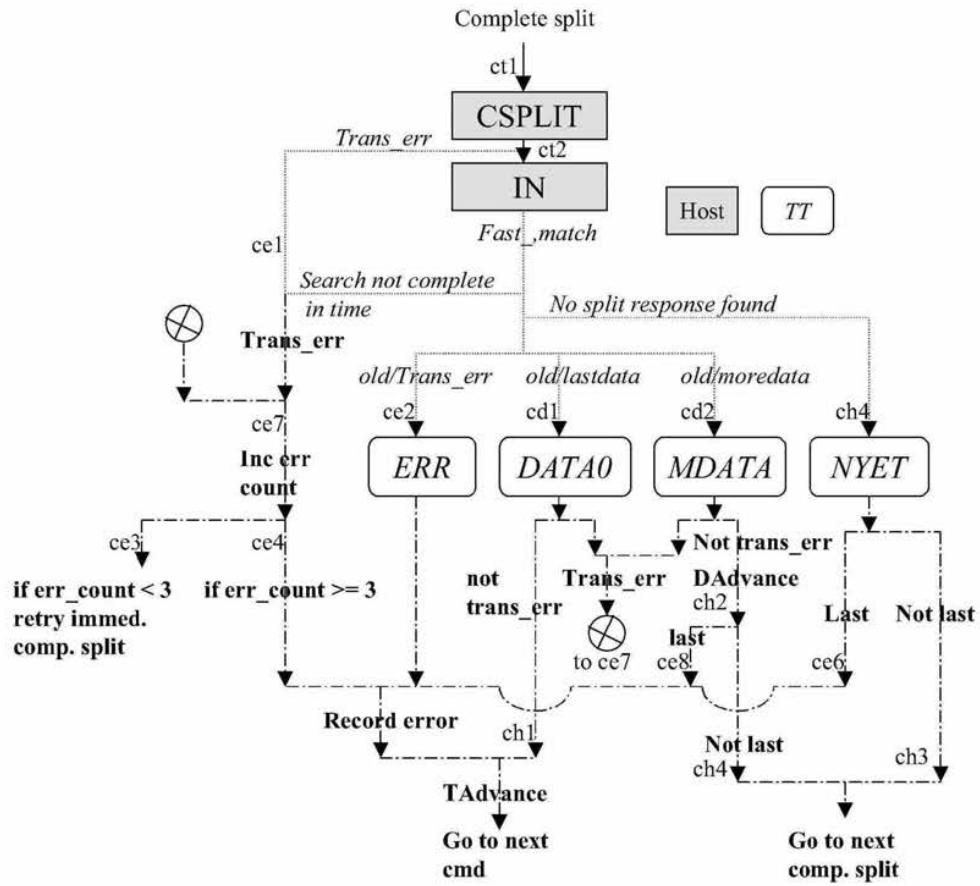 Complete split
ct1
CSPLIT
Trans_err
ct2
IN
Host
TT
Fast_,match
ce1
Search not complete
in time
No split response found
Trans_err
old/Trans_err
old/lastdata
old/moredata
ce2
cd1
cd2
ch4
ce7
ERR
DATA0
MDATA
NYET
Inc err
count
ce3
ce4
Not trans_err
if err_count < 3
retry immed.
comp. split
if err_count >= 3
not
trans_err
Trans_err
DAdvance
ch2
Last
Not last
last
to ce7
ce8
ce6
Record error
ch1
Not last
ch4
ch3
TAdvance
Go to next
cmd
Go to next
comp. split